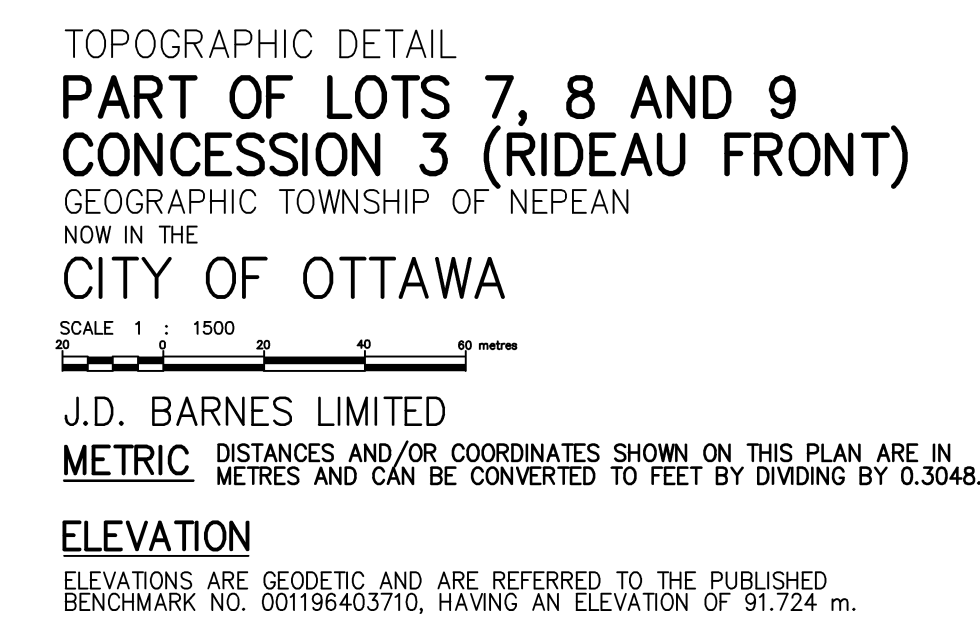 TOPOGRAPHIC DETAIL
PART OF LOTS 7, 8 AND 9
CONCESSION 3 (RIDEAU FRONT)
GEOGRAPHIC TOWNSHIP OF NEPEAN
NOW IN THE
CITY OF OTTAWA
SCALE 1 : 1500
20 0 20 40 60 metres
J.D. BARNES LIMITED
METRIC DISTANCES AND/OR COORDINATES SHOWN ON THIS PLAN ARE IN
METRES AND CAN BE CONVERTED TO FEET BY DIVIDING BY 0.3048.
ELEVATION
ELEVATIONS ARE GEODETIC AND ARE REFERRED TO THE PUBLISHED
BENCHMARK NO. 001196403710, HAVING AN ELEVATION OF 91.724 m.